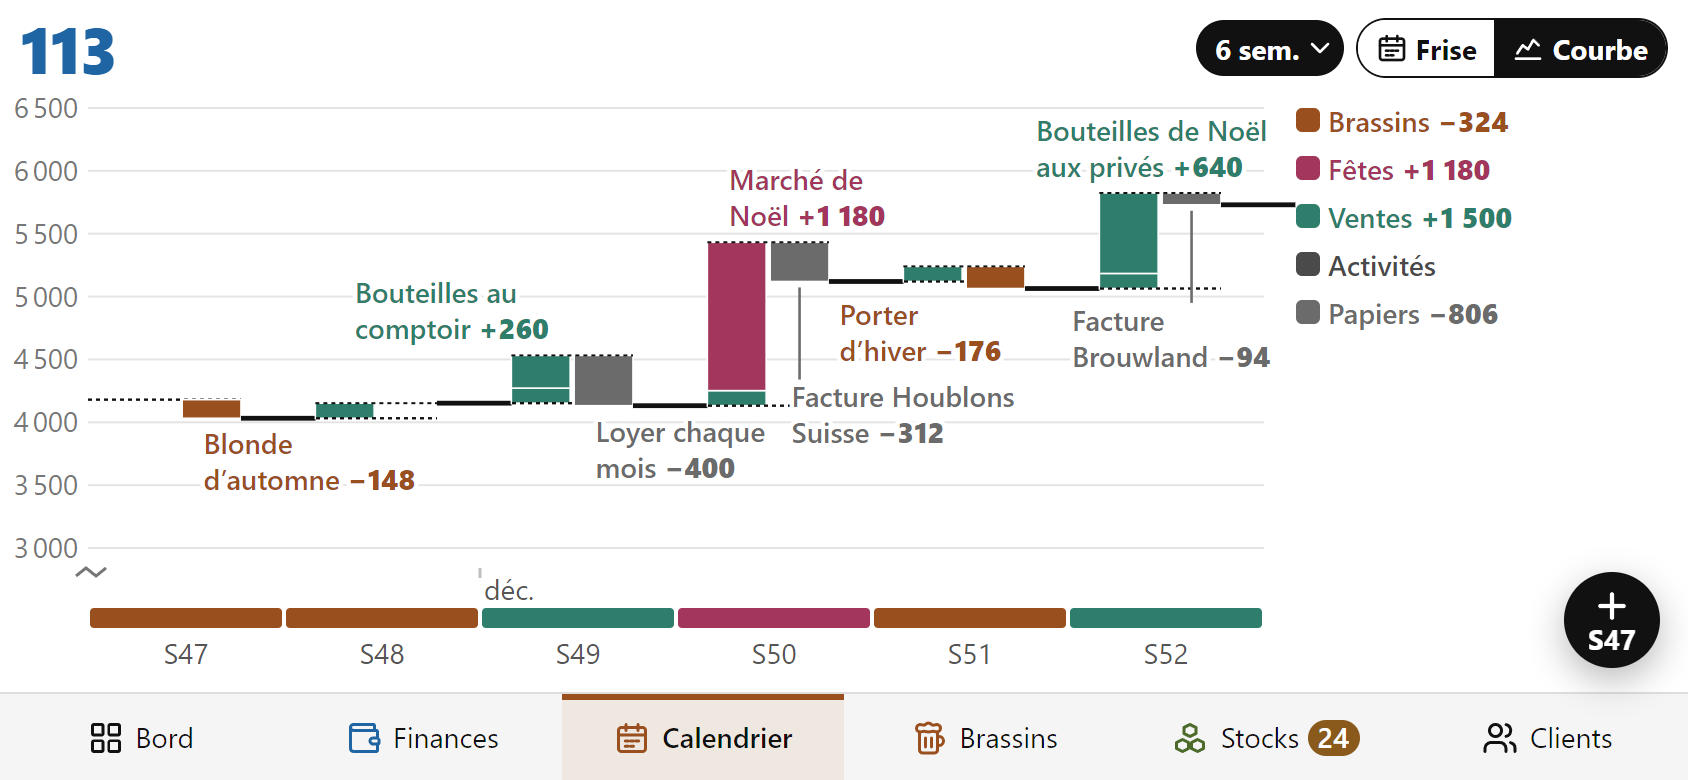 113
6 sem.
Frise
Courbe
6 500
6 000
5 500
5 000
4 500
4 000
3 500
3 000
Blonde
d’automne −148
Bouteilles au
comptoir +260
Loyer chaque
mois −400
Marché de
Noël +1 180
Facture Houblons
Suisse −312
Porter
d’hiver −176
Bouteilles de Noël
aux privés +640
Facture
Brouwland −94
Brassins −324
Fêtes +1 180
Ventes +1 500
Activités
Papiers −806
déc.
S47
S48
S49
S50
S51
S52
+
S47
Bord
Finances
Calendrier
Brassins
Stocks 24
Clients